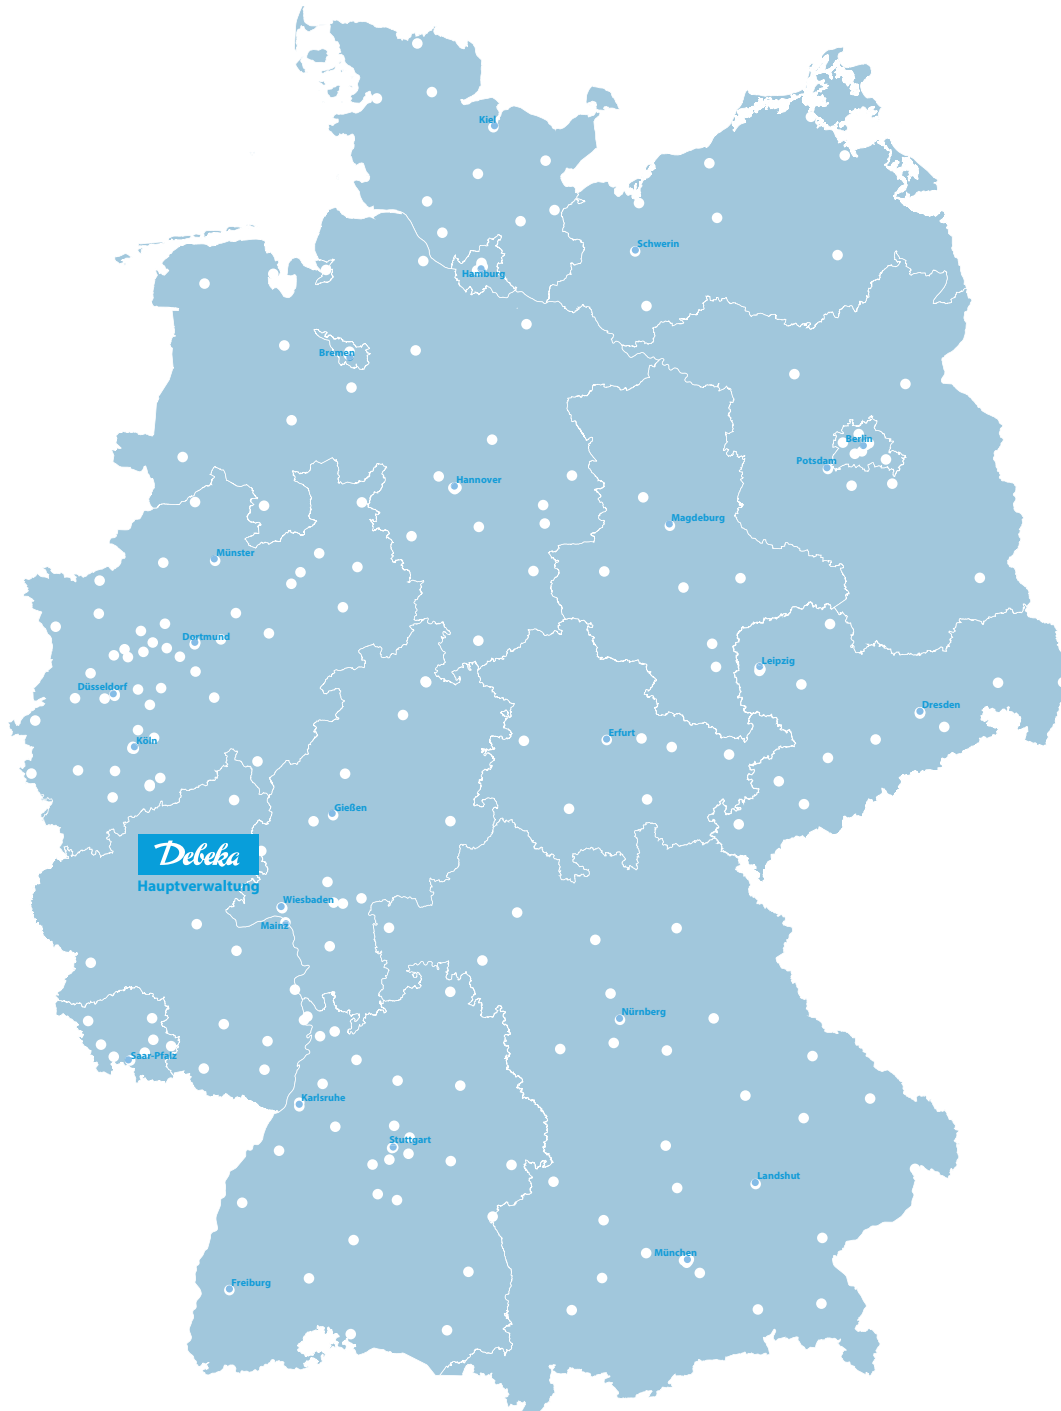 Kiel
Schwerin
Hamburg
Bremen
Berlin
Potsdam
Hannover
Magdeburg
Münster
Dortmund
Leipzig
Düsseldorf
Dresden
Köln
Erfurt
Gießen
Debeka
Hauptverwaltung
Wiesbaden
Mainz
Nürnberg
Saar-Pfalz
Karlsruhe
Stuttgart
Landshut
München
Freiburg